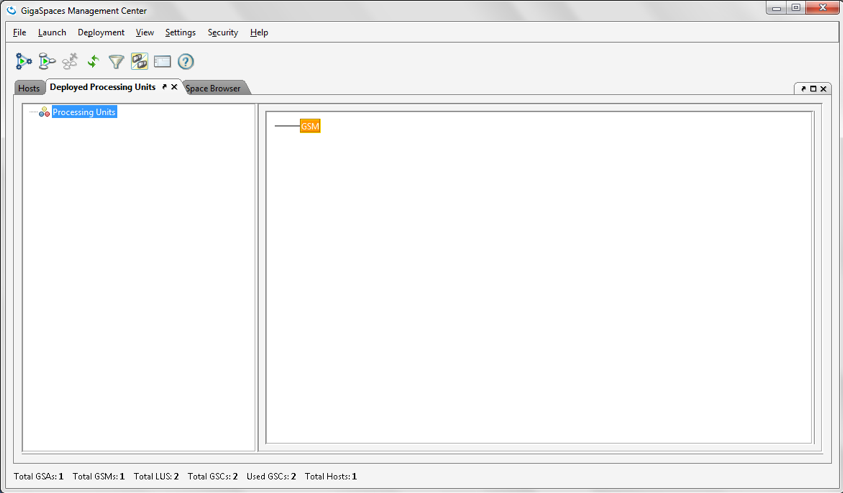 GigaSpaces Management Center
File Launch Deployment View Settings Security Help
Hosts Deployed Processing Units Space Browser
Processing Units
GSM
Total GSAs: 1 Total GSMs: 1 Total LUS: 2 Total GSCs: 2 Used GSCs: 2 Total Hosts: 1